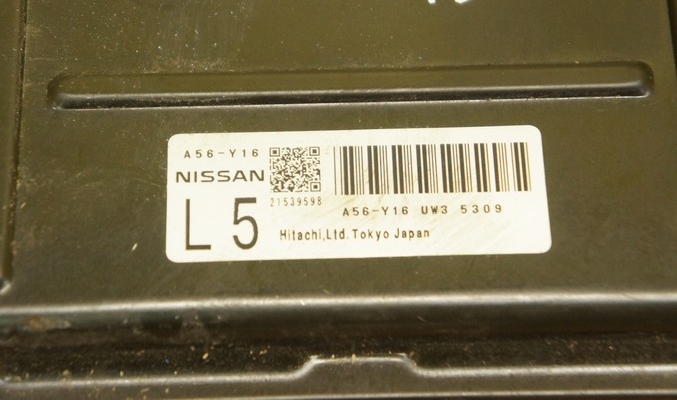 A56-Y16
NISSAN
21539598
L5
A56-Y16 UW3 5309
Hitachi,Ltd. Tokyo Japan